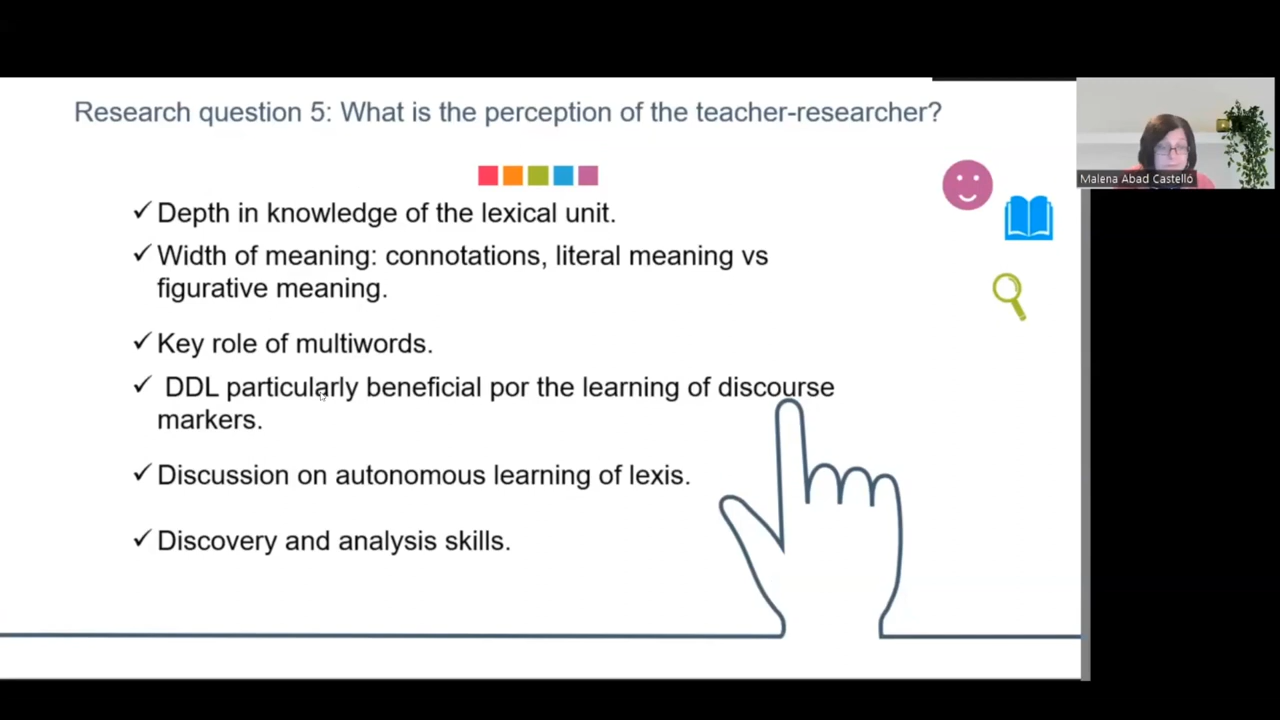 Research question 5: What is the perception of the teacher-researcher?
Malena Abad Castelló
✓ Depth in knowledge of the lexical unit.
✓ Width of meaning: connotations, literal meaning vs
figurative meaning.
✓ Key role of multiwords.
✓ DDL particularly beneficial por the learning of discourse
markers.
✓ Discussion on autonomous learning of lexis.
✓ Discovery and analysis skills.